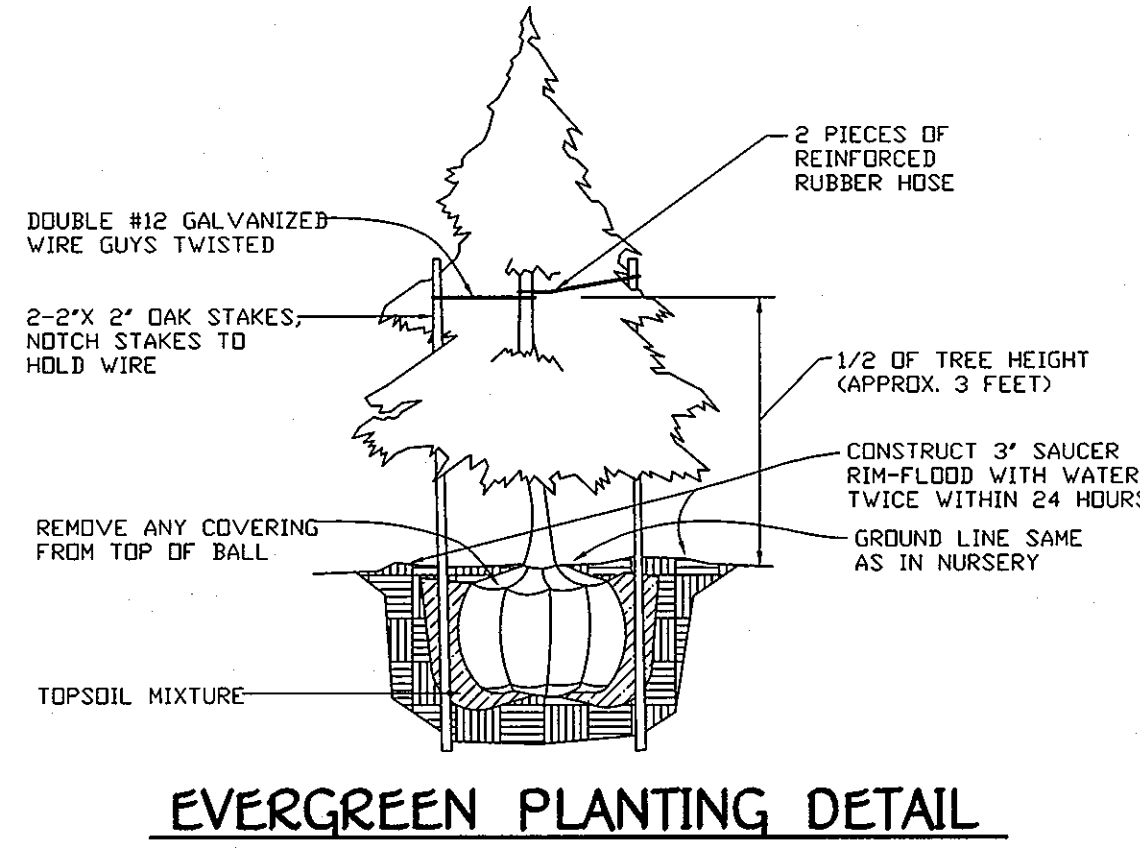 2 PIECES OF
REINFORCED
RUBBER HOSE
DOUBLE #12 GALVANIZED
WIRE GUYS TWISTED
2-2"X 2" OAK STAKES,
NOTCH STAKES TO
HOLD WIRE
1/2 OF TREE HEIGHT
(APPROX. 3 FEET)
CONSTRUCT 3" SAUCER
RIM-FLOOD WITH WATER
TWICE WITHIN 24 HOURS
REMOVE ANY COVERING
FROM TOP OF BALL
GROUND LINE SAME
AS IN NURSERY
TOPSOIL MIXTURE
EVERGREEN PLANTING DETAIL